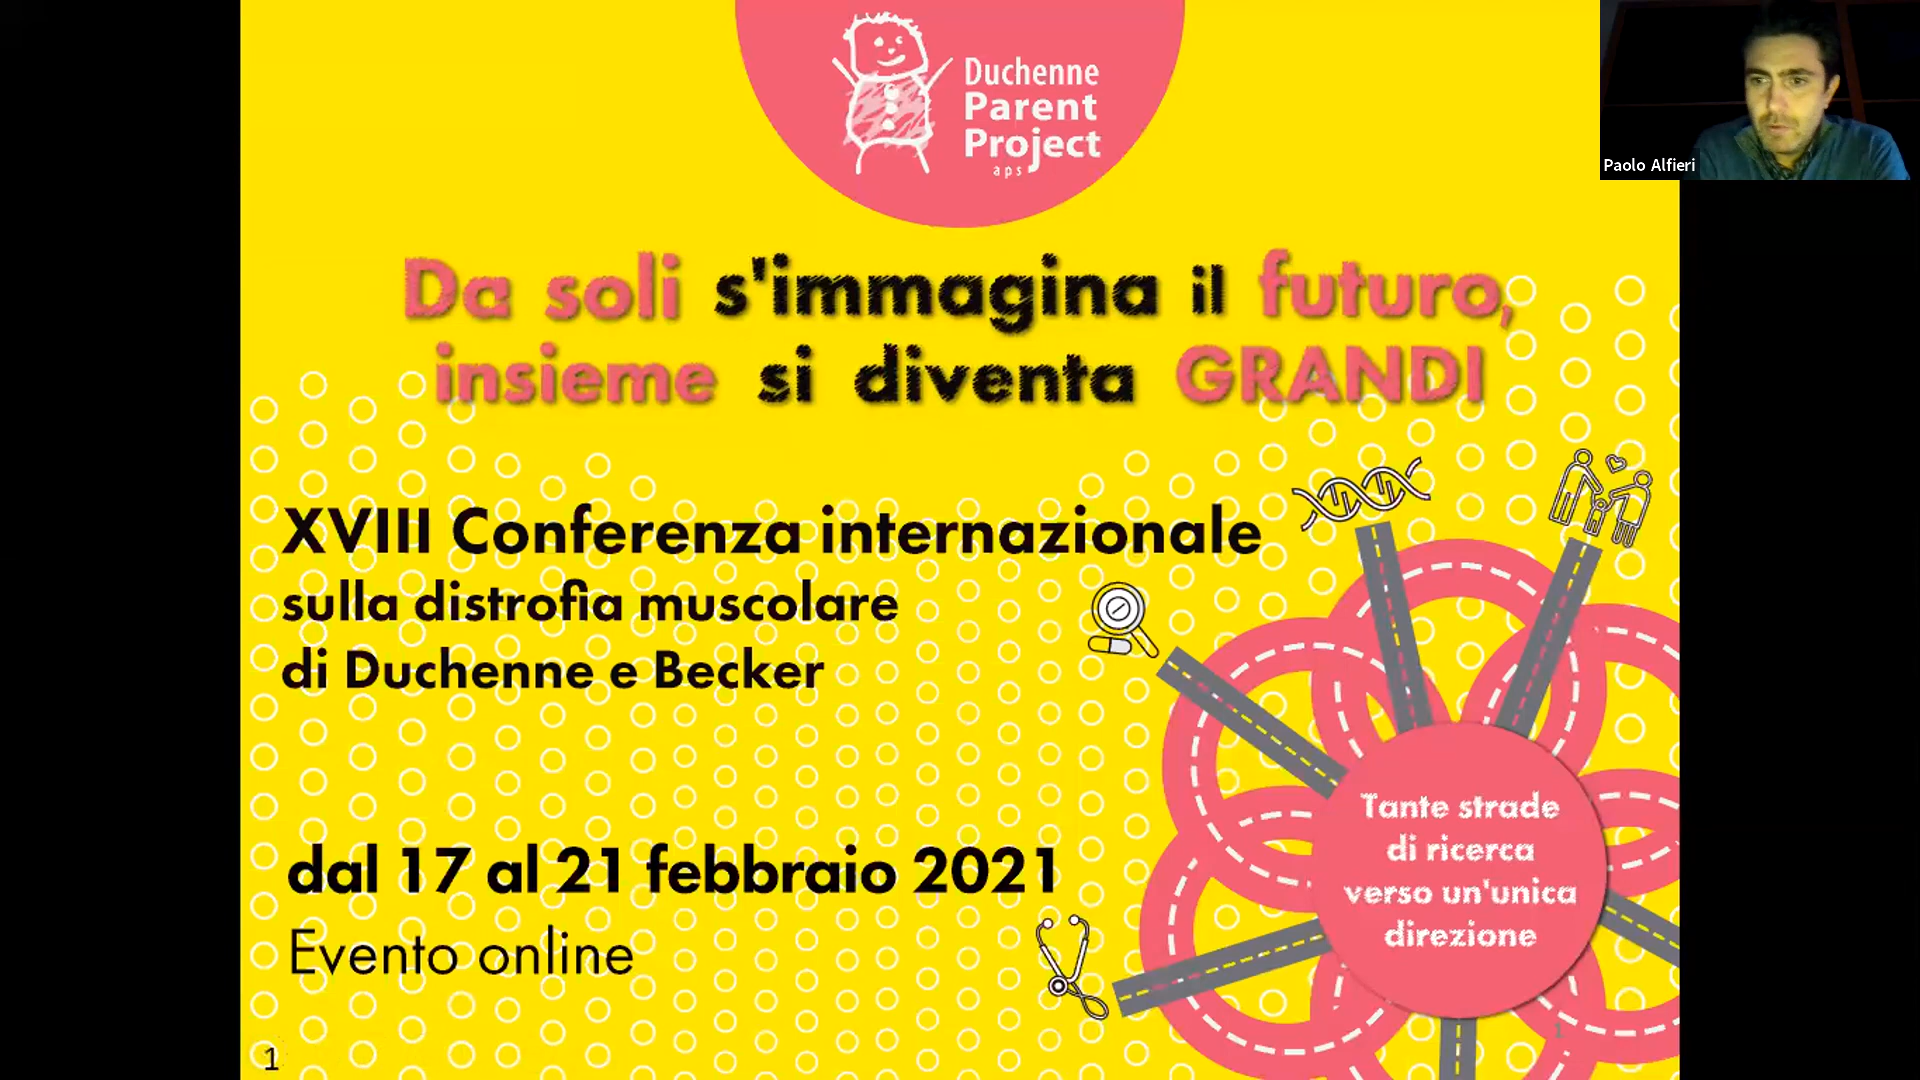 Duchenne
Parent
Project
aps
Paolo Alfieri
Da soli s'immagina il futuro,
insieme si diventa GRANDI
XVIII Conferenza internazionale
sulla distrofia muscolare
di Duchenne e Becker
dal 17 al 21 febbraio 2021
Evento online
Tante strade
di ricerca
verso un'unica
direzione
1
1